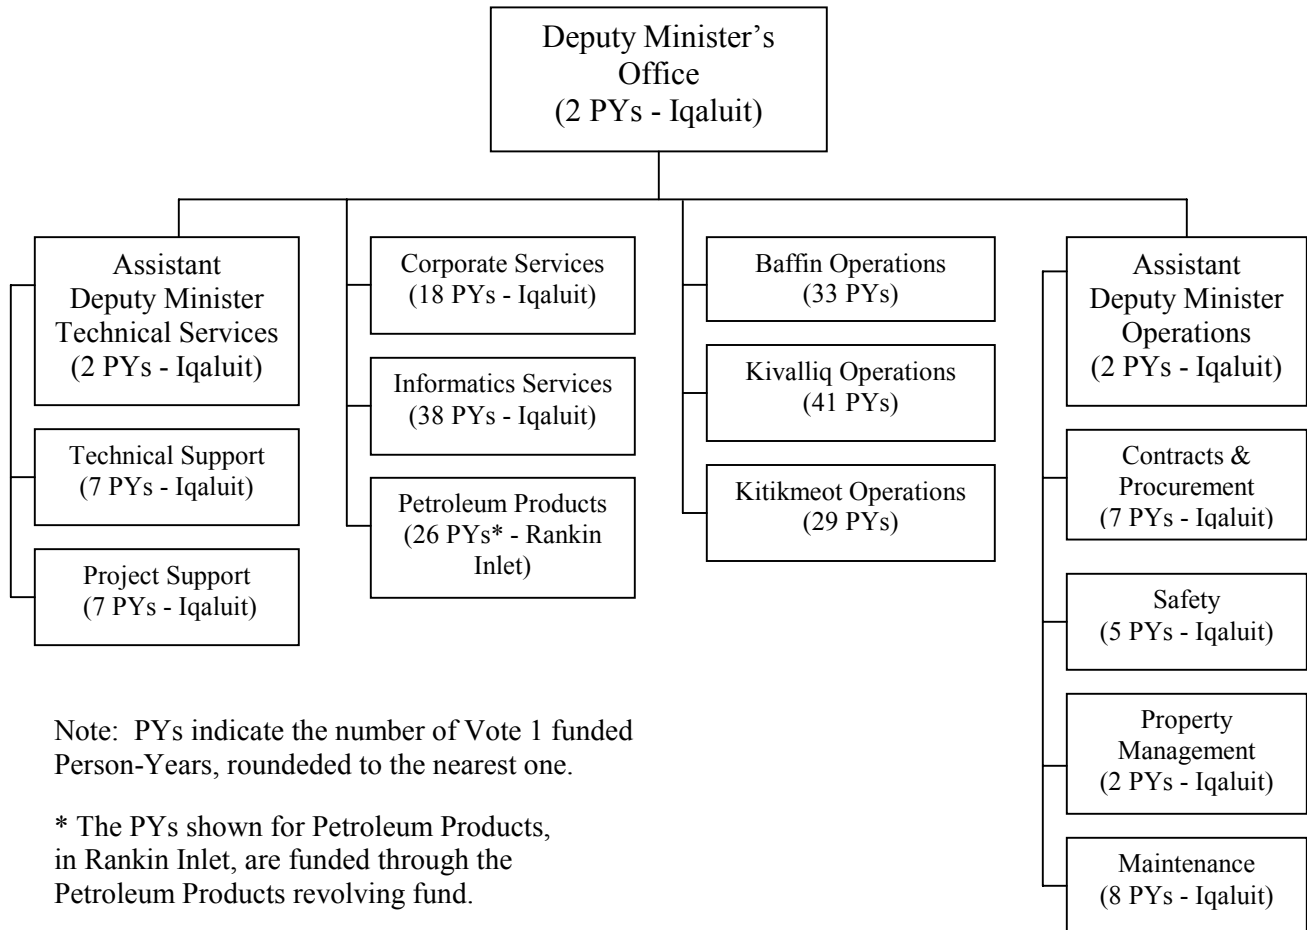 Deputy Minister's
Office
(2 PYs - Iqaluit)
Assistant
Deputy Minister
Technical Services
(2 PYs - Iqaluit)
Technical Support
(7 PYs - Iqaluit)
Project Support
(7 PYs - Iqaluit)
Corporate Services
(18 PYs - Iqaluit)
Informatics Services
(38 PYs - Iqaluit)
Petroleum Products
(26 PYs* - Rankin
Inlet)
Baffin Operations
(33 PYs)
Kivalliq Operations
(41 PYs)
Kitikmeot Operations
(29 PYs)
Assistant
Deputy Minister
Operations
(2 PYs - Iqaluit)
Contracts &
Procurement
(7 PYs - Iqaluit)
Safety
(5 PYs - Iqaluit)
Property
Management
(2 PYs - Iqaluit)
Maintenance
(8 PYs - Iqaluit)
Note:  PYs indicate the number of Vote 1 funded
Person-Years, roundeded to the nearest one.
* The PYs shown for Petroleum Products,
in Rankin Inlet, are funded through the
Petroleum Products revolving fund.